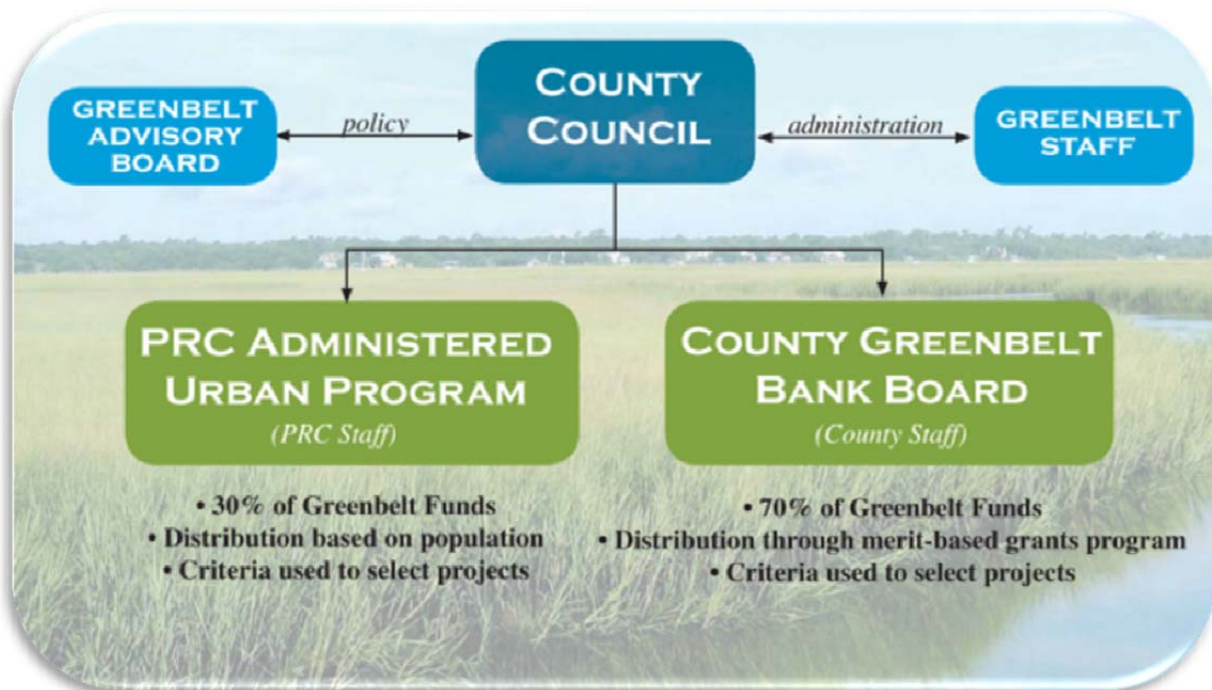 COUNTY
COUNCIL
GREENBELT
ADVISORY
BOARD
policy
administration
GREENBELT
STAFF
PRC ADMINISTERED
URBAN PROGRAM
(PRC Staff)
• 30% of Greenbelt Funds
• Distribution based on population
• Criteria used to select projects
COUNTY GREENBELT
BANK BOARD
(County Staff)
• 70% of Greenbelt Funds
• Distribution through merit-based grants program
• Criteria used to select projects